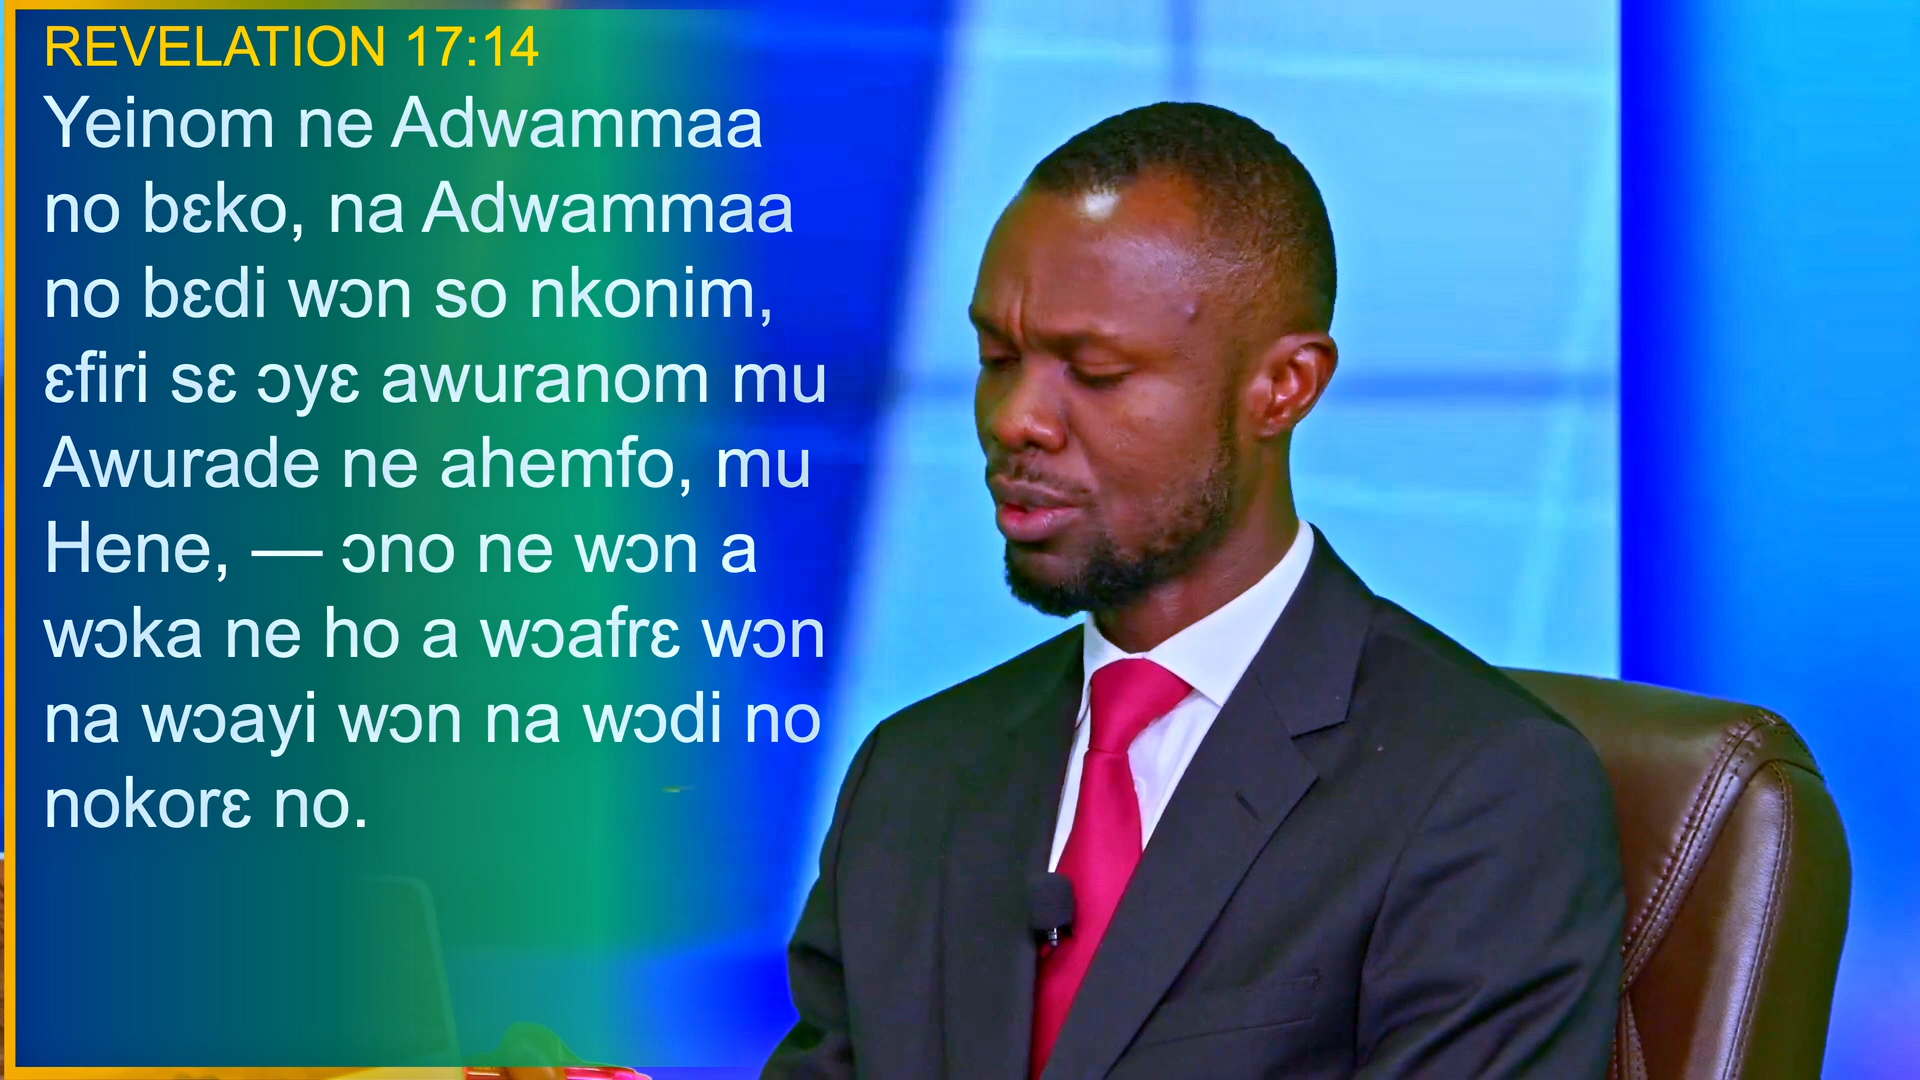 REVELATION 17:14
Yeinom ne Adwammaa
no bɛko, na Adwammaa
no bɛdi wɔn so nkonim,
ɛfiri sɛ ɔyɛ awuranom mu
Awurade ne ahemfo, mu
Hene, — ɔno ne wɔn a
wɔka ne ho a wɔafrɛ wɔn
na wɔayi wɔn na wɔdi no
nokorɛ no.